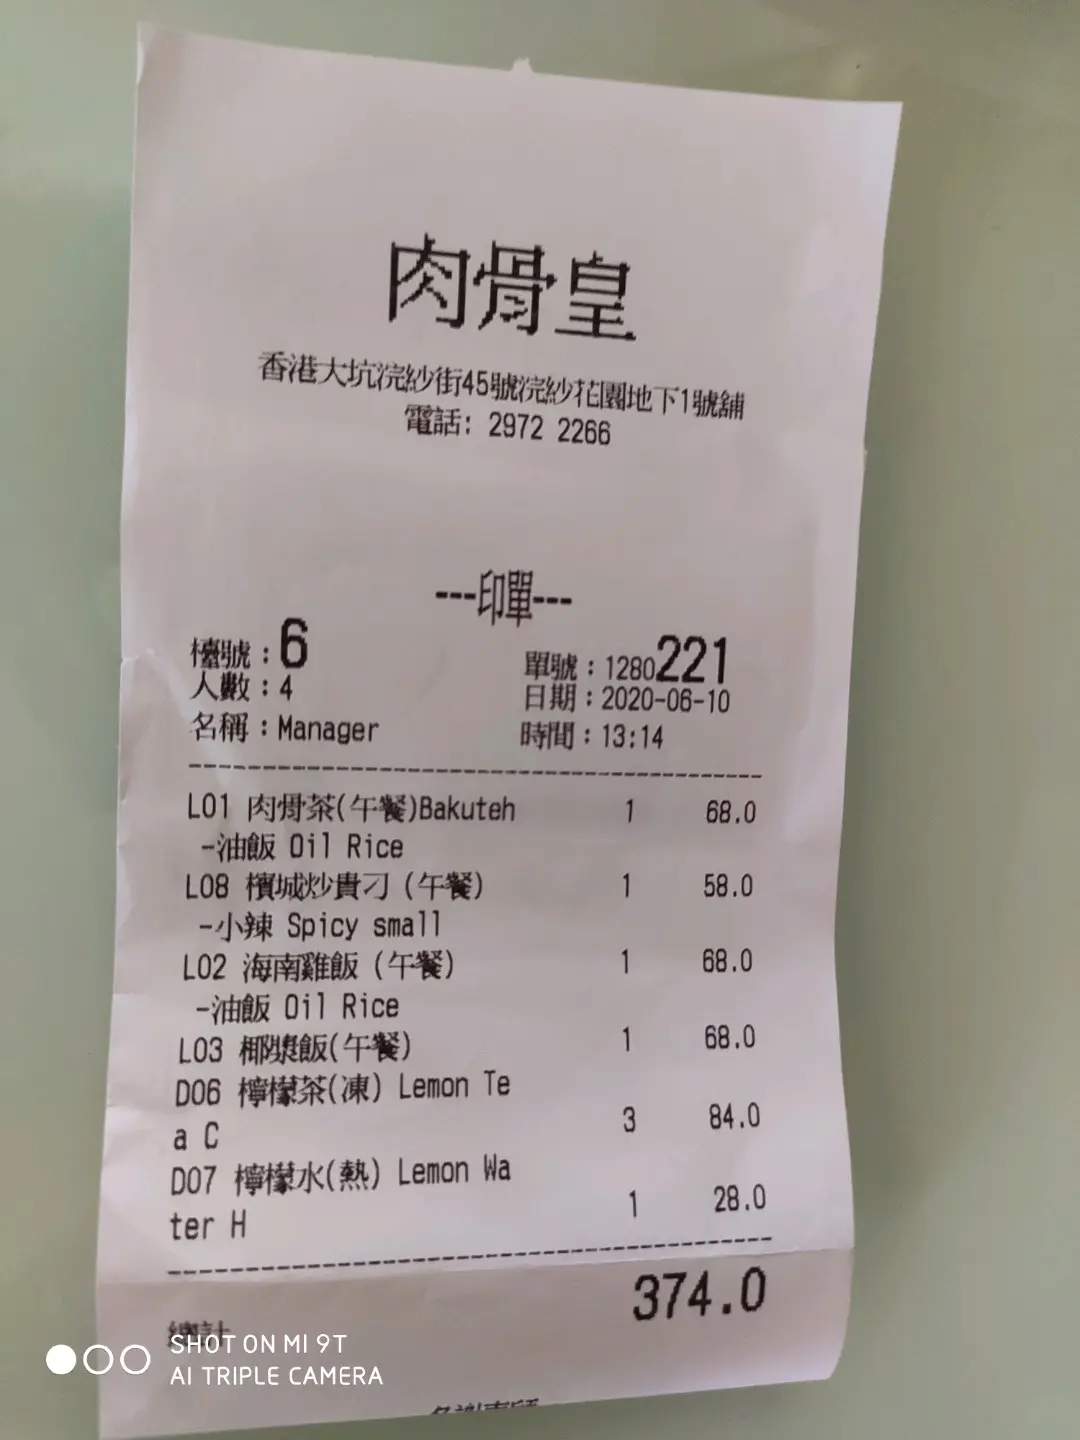 肉骨皇
香港大坑浣紗街45號浣紗花園地下1號舖
電話: 2972 2266
---印單---
檯號:6 單號:1280221
人數:4 日期:2020-06-10
名稱:Manager 時間:13:14
L01 肉骨茶(午餐)Bakuteh 1 68.0
-油飯 Oil Rice
L08 檳城炒貴刁 (午餐) 1 58.0
-小辣 Spicy small
L02 海南雞飯 (午餐) 1 68.0
-油飯 Oil Rice
L03 椰漿飯(午餐) 1 68.0
D06 檸檬茶(凍) Lemon Te
a C 3 84.0
D07 檸檬水(熱) Lemon Wa
ter H 1 28.0
總計 374.0
SHOT ON MI 9T
AI TRIPLE CAMERA